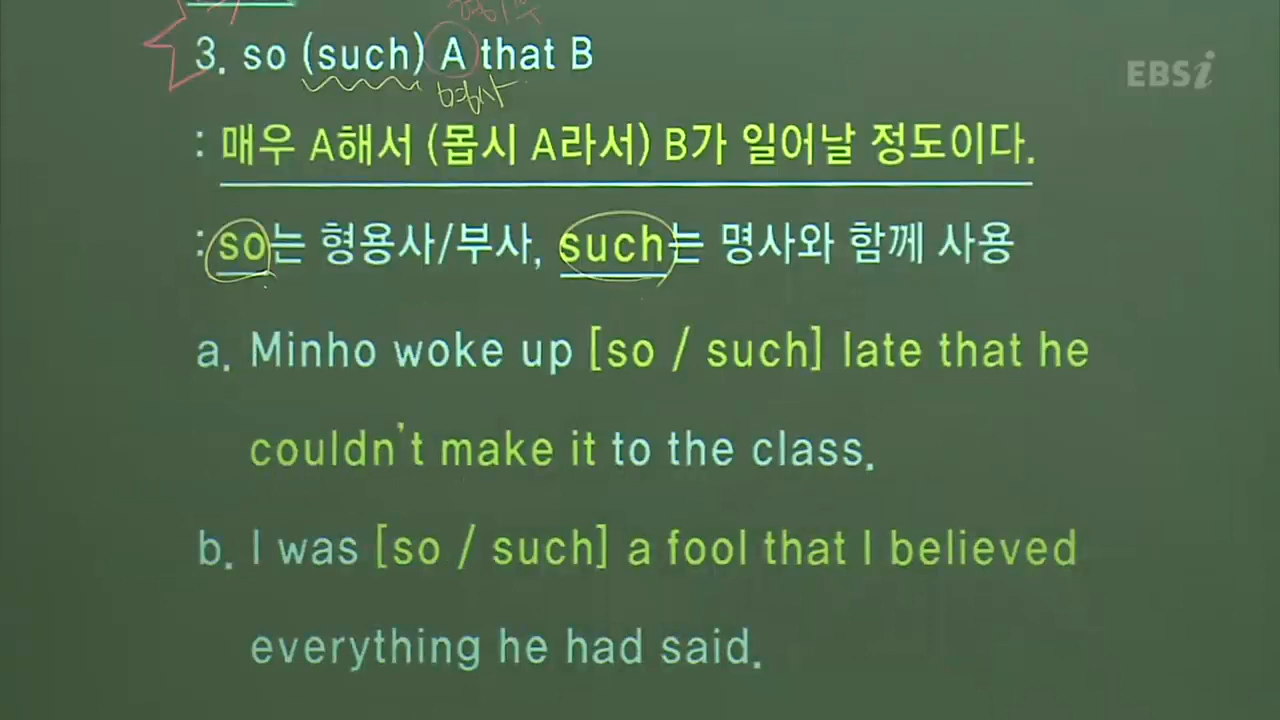 형/부
3. so (such) A that B
EBSi
명사
: 매우 A해서 (몹시 A라서) B가 일어날 정도이다.
: so는 형용사/부사, such는 명사와 함께 사용
a. Minho woke up [so / such] late that he
couldn't make it to the class.
b. I was [so / such] a fool that I believed
everything he had said.